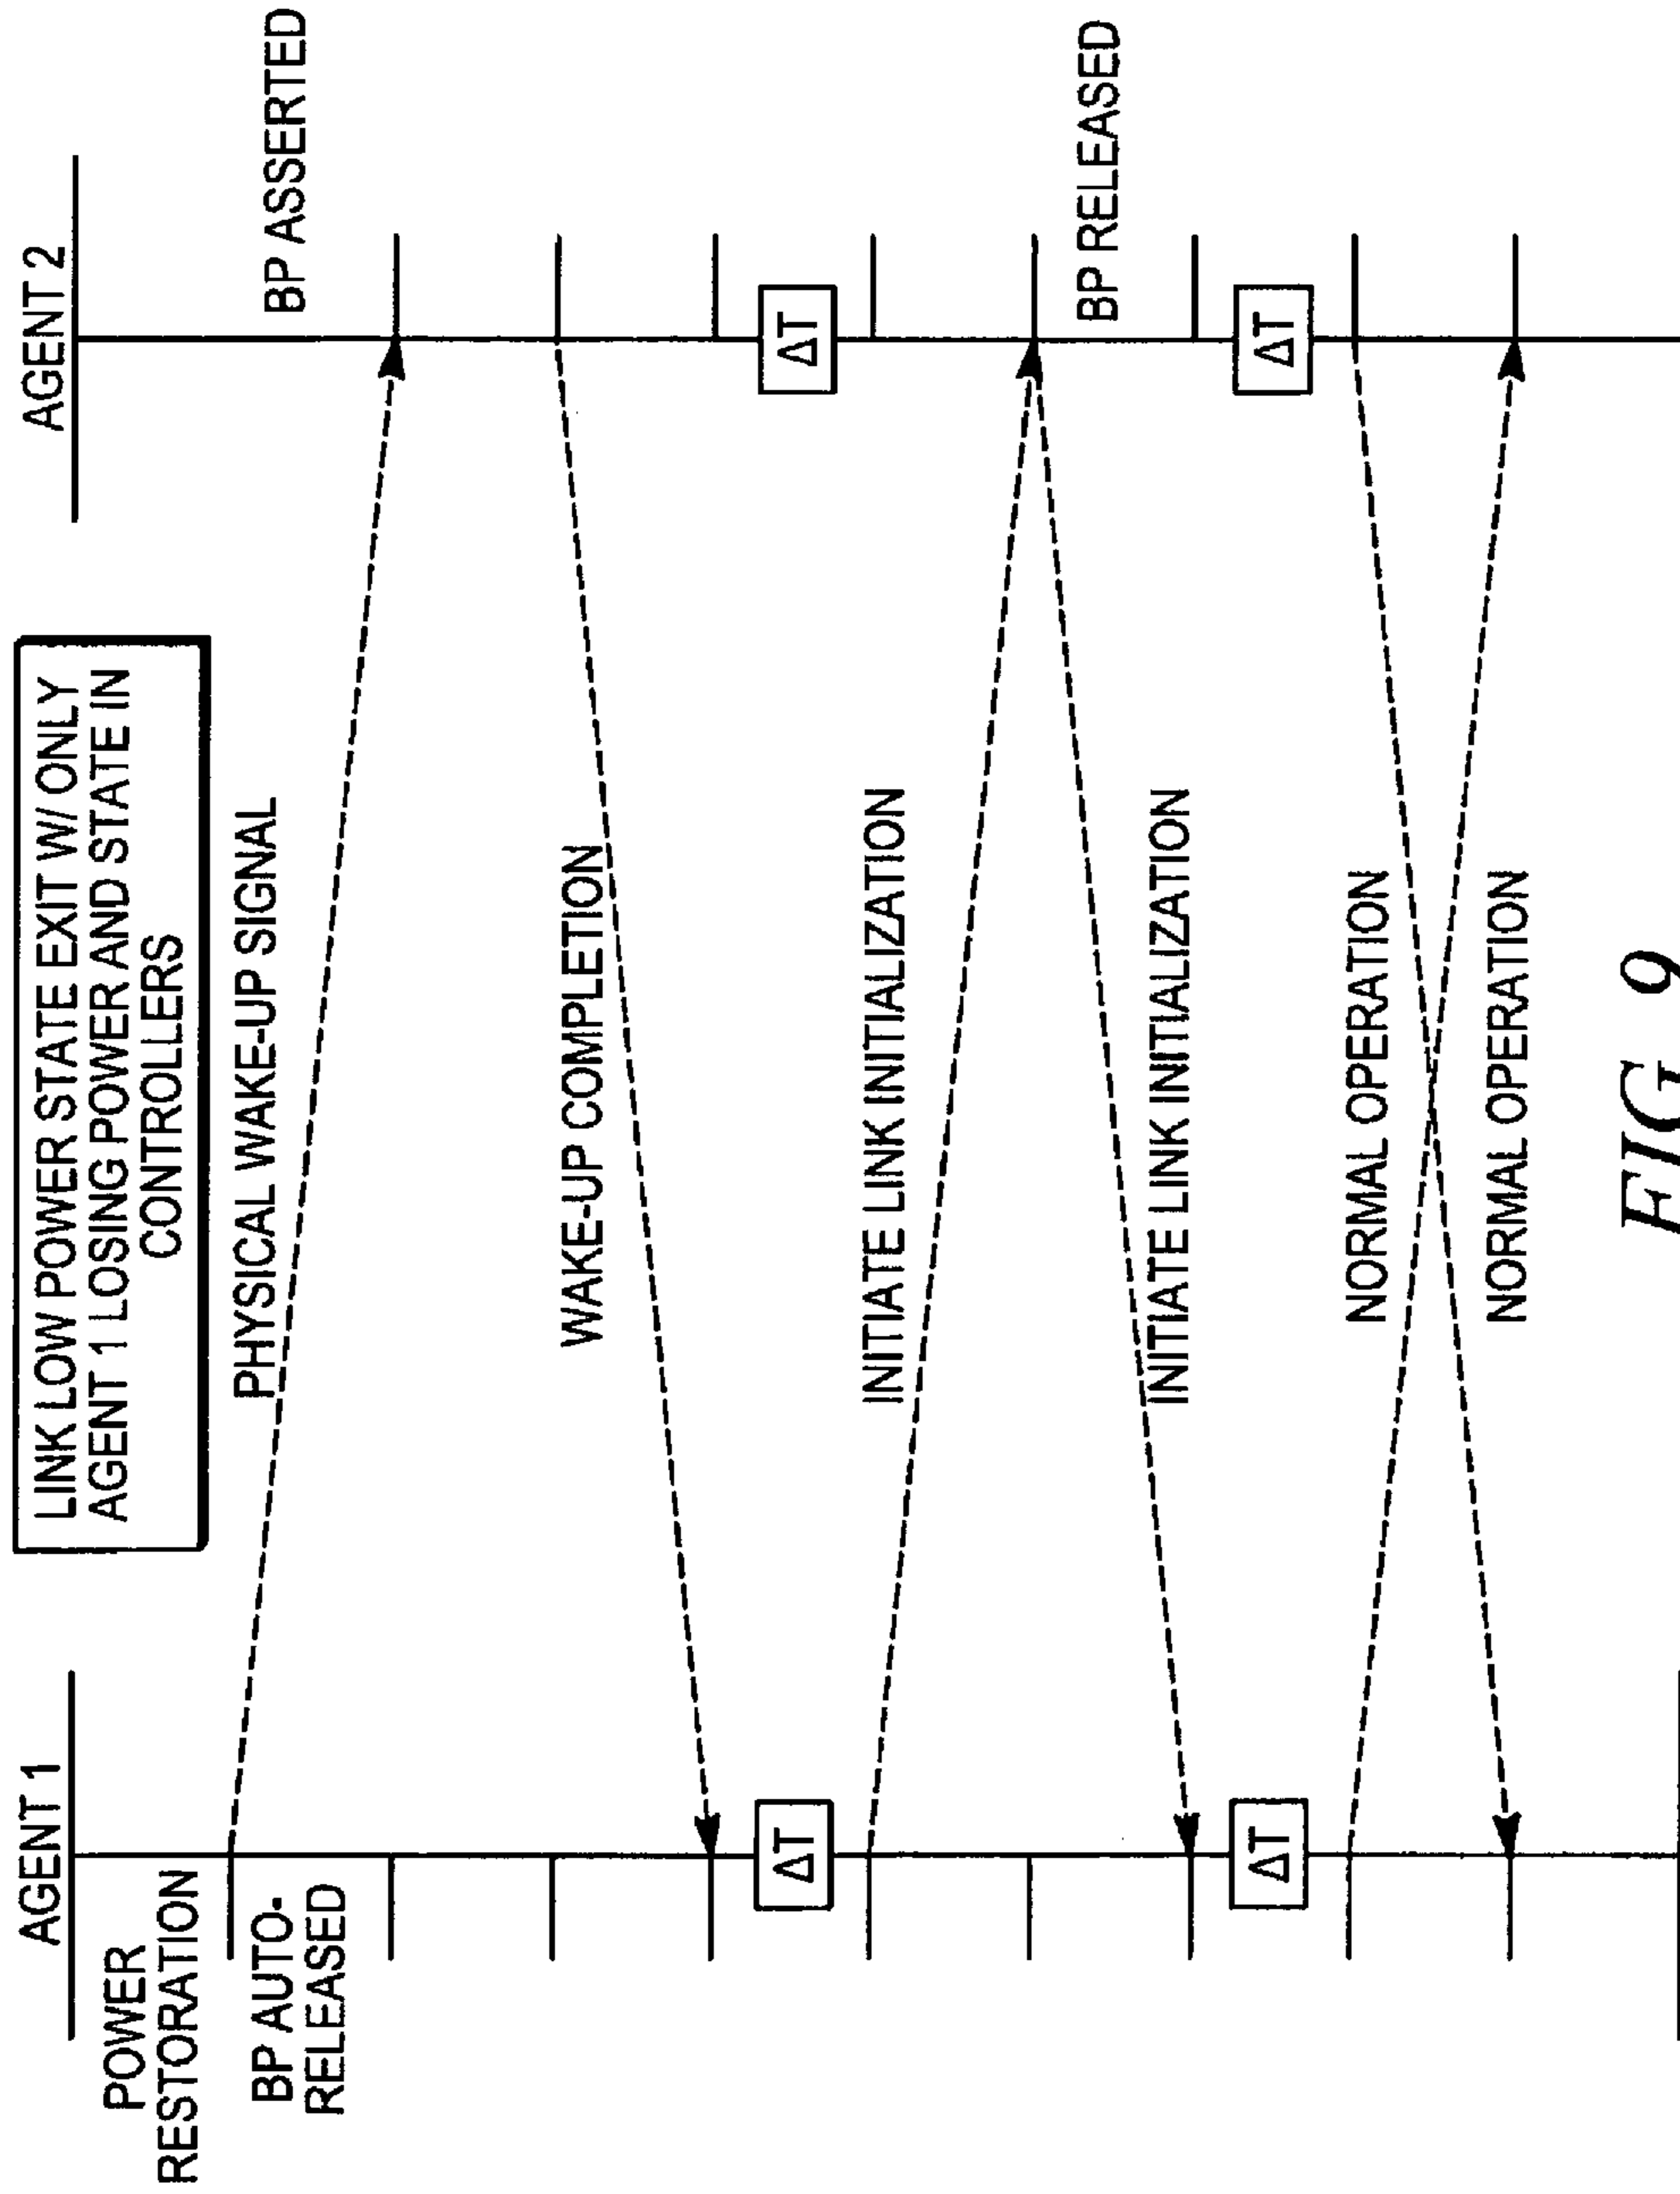 LINK LOW POWER STATE EXIT W/ ONLY
AGENT 1 LOSING POWER AND STATE IN
CONTROLLERS
AGENT 1
AGENT 2
POWER
RESTORATION
BP AUTO-
RELEASED
BP ASSERTED
PHYSICAL WAKE-UP SIGNAL
WAKE-UP COMPLETION
ΔT
ΔT
INITIATE LINK INITIALIZATION
BP RELEASED
INITIATE LINK INITIALIZATION
ΔT
ΔT
NORMAL OPERATION
NORMAL OPERATION
FIG 9